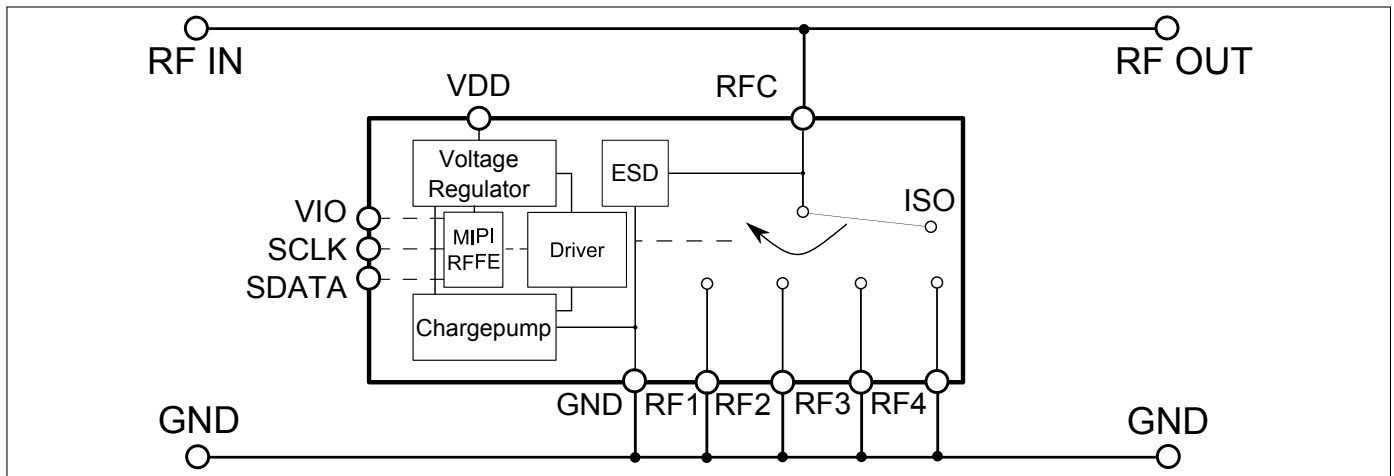 RF IN
RF OUT
VDD
RFC
Voltage
Regulator
ESD
ISO
VIO
SCLK
SDATA
MIPI
RFFE
Driver
Chargepump
GND
RF1
RF2
RF3
RF4
GND
GND